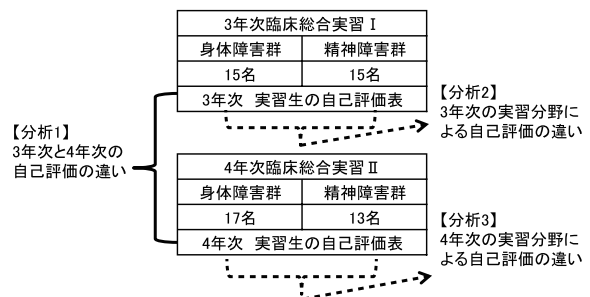 3年次臨床総合実習Ⅰ
身体障害群 精神障害群
15名 15名
3年次 実習生の自己評価表
【分析1】
3年次と4年次の
自己評価の違い
【分析2】
3年次の実習分野に
よる自己評価の違い
4年次臨床総合実習Ⅱ
身体障害群 精神障害群
17名 13名
4年次 実習生の自己評価表
【分析3】
4年次の実習分野に
よる自己評価の違い